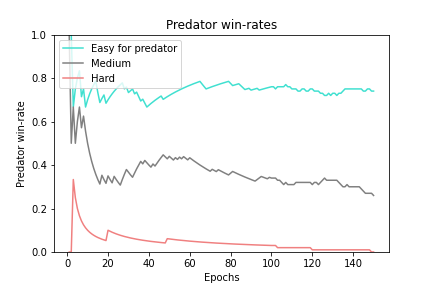 Predator win-rates
Predator win-rate
1.0
0.8
0.6
0.4
0.2
0.0
Easy for predator
Medium
Hard
0
20
40
60
80
100
120
140
Epochs